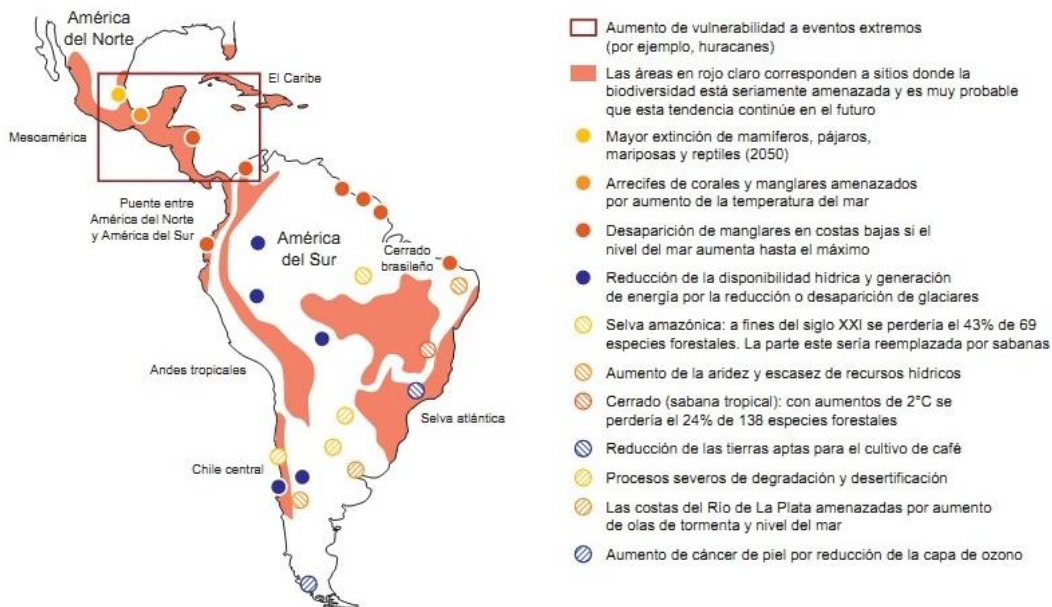 América
del Norte
El Caribe
Mesoamérica
Puente entre
América del Norte
y América del Sur
América
del Sur
Cerrado
brasileño
Andes tropicales
Selva atlántica
Chile central
Aumento de vulnerabilidad a eventos extremos
(por ejemplo, huracanes)
Las áreas en rojo claro corresponden a sitios donde la
biodiversidad está seriamente amenazada y es muy probable
que esta tendencia continúe en el futuro
Mayor extinción de mamíferos, pájaros,
mariposas y reptiles (2050)
Arrecifes de corales y manglares amenazados
por aumento de la temperatura del mar
Desaparición de manglares en costas bajas si el
nivel del mar aumenta hasta el máximo
Reducción de la disponibilidad hídrica y generación
de energía por la reducción o desaparición de glaciares
Selva amazónica: a fines del siglo XXI se perdería el 43% de 69
especies forestales. La parte este sería reemplazada por sabanas
Aumento de la aridez y escasez de recursos hídricos
Cerrado (sabana tropical): con aumentos de 2°C se
perdería el 24% de 138 especies forestales
Reducción de las tierras aptas para el cultivo de café
Procesos severos de degradación y desertificación
Las costas del Río de La Plata amenazadas por aumento
de olas de tormenta y nivel del mar
Aumento de cáncer de piel por reducción de la capa de ozono